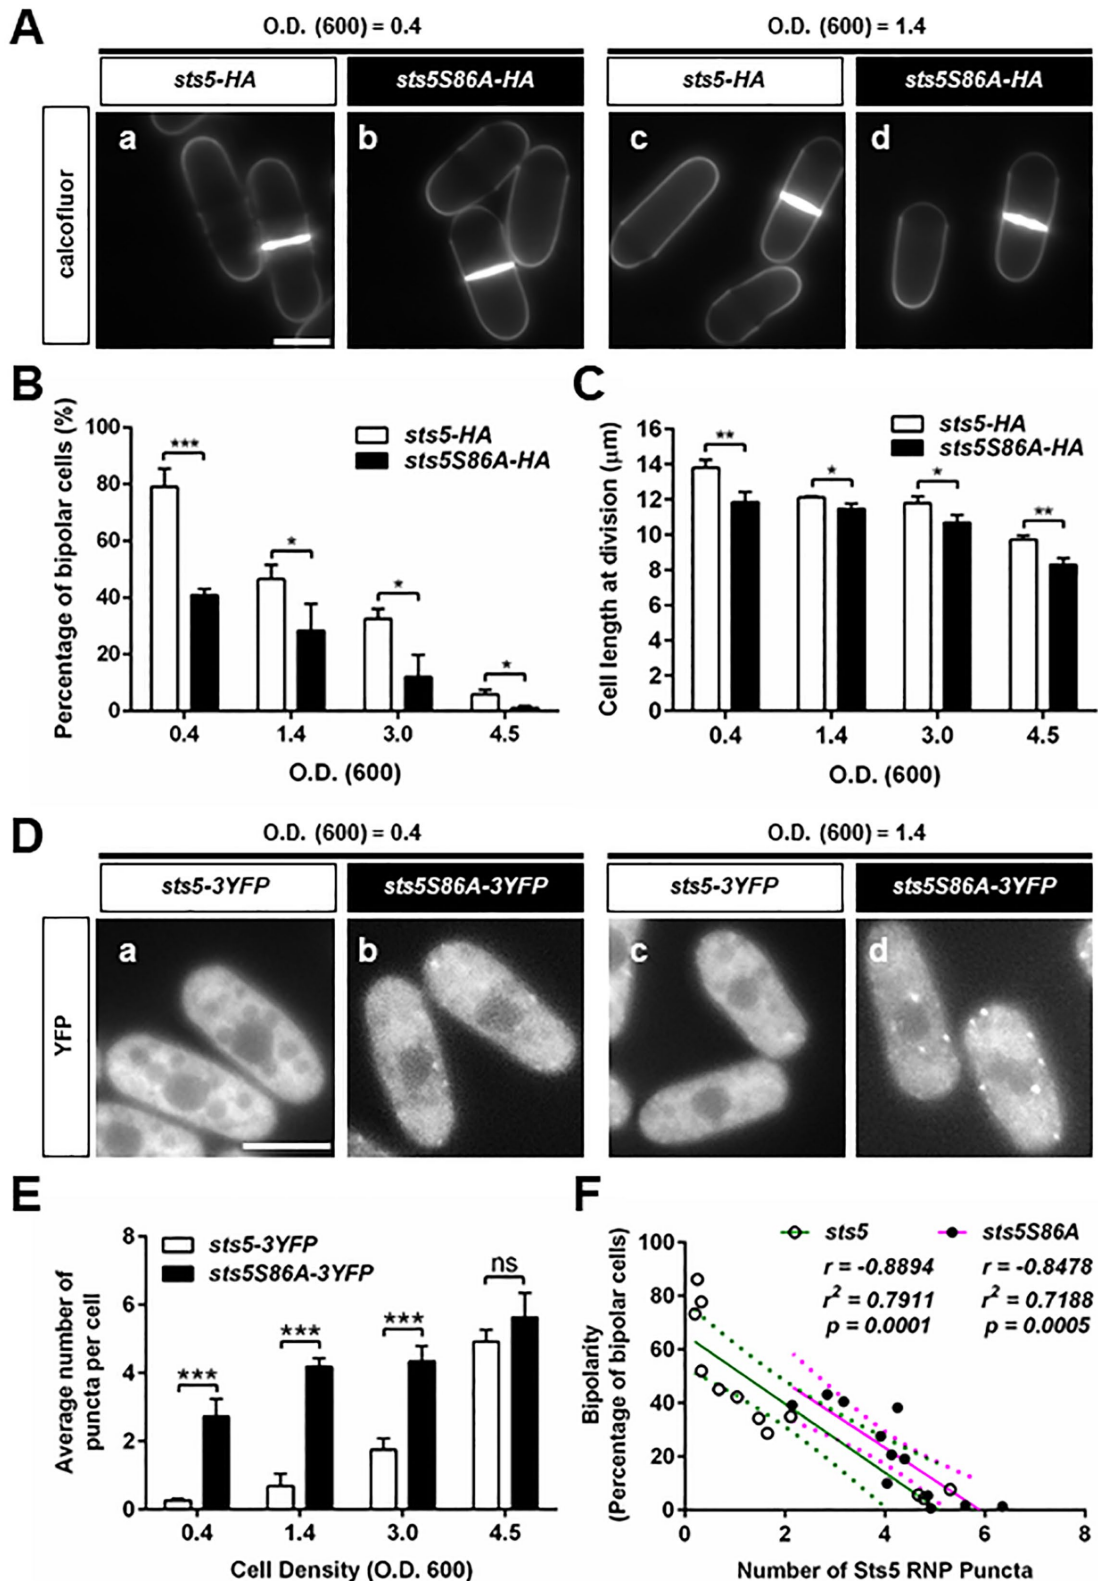 A
O.D. (600) = 0.4
O.D. (600) = 1.4
sts5-HA
sts5S86A-HA
sts5-HA
sts5S86A-HA
calcofluor
a
b
c
d
B
Percentage of bipolar cells (%)
100
80
60
40
20
0
***
*
*
*
sts5-HA
sts5S86A-HA
0.4
1.4
3.0
4.5
O.D. (600)
C
Cell length at division (μm)
16
14
12
10
8
6
4
2
0
**
*
*
**
sts5-HA
sts5S86A-HA
0.4
1.4
3.0
4.5
O.D. (600)
D
O.D. (600) = 0.4
O.D. (600) = 1.4
sts5-3YFP
sts5S86A-3YFP
sts5-3YFP
sts5S86A-3YFP
YFP
a
b
c
d
E
Average number of
puncta per cell
8
6
4
2
0
sts5-3YFP
sts5S86A-3YFP
***
***
***
ns
0.4
1.4
3.0
4.5
Cell Density (O.D. 600)
F
Bipolarity
(Percentage of bipolar cells)
100
80
60
40
20
0
sts5
sts5S86A
r = -0.8894
r = -0.8478
r² = 0.7911
r² = 0.7188
p = 0.0001
p = 0.0005
0
2
4
6
8
Number of Sts5 RNP Puncta